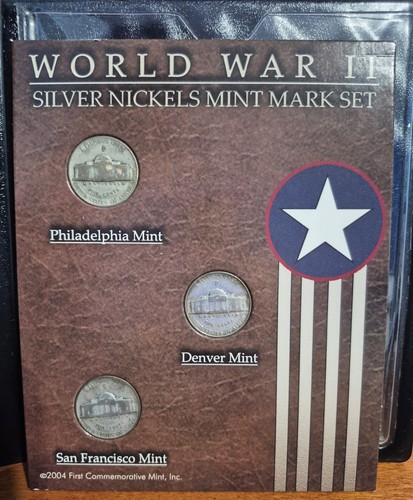 WORLD WAR II
SILVER NICKELS MINT MARK SET
Philadelphia Mint
Denver Mint
San Francisco Mint
©2004 First Commemorative Mint, Inc.